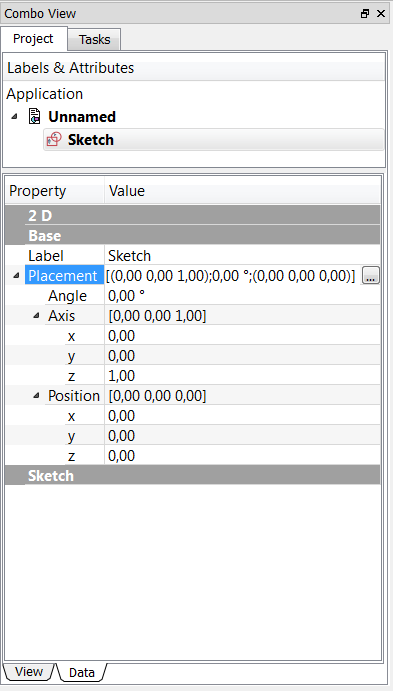 Combo View
Project Tasks
Labels & Attributes
Application
Unnamed
Sketch
Property Value
2 D
Base
Label Sketch
Placement [(0,00 0,00 1,00);0,00 °;(0,00 0,00 0,00)] ...
Angle 0,00 °
Axis [0,00 0,00 1,00]
x 0,00
y 0,00
z 1,00
Position [0,00 0,00 0,00]
x 0,00
y 0,00
z 0,00
Sketch
View Data